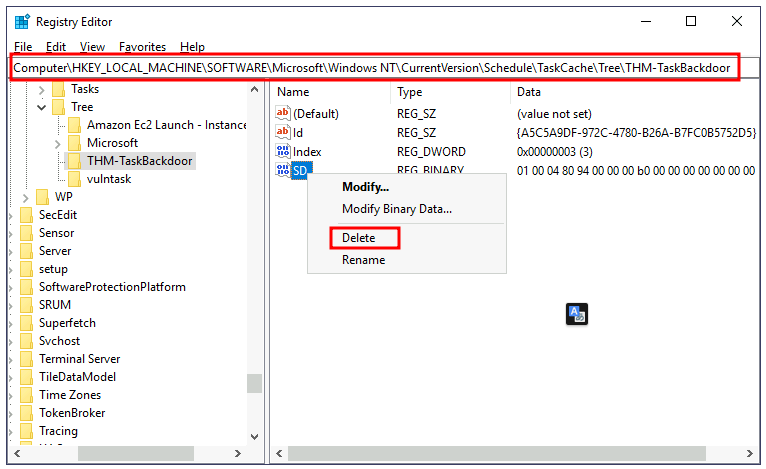 Registry Editor
File Edit View Favorites Help
Computer\HKEY_LOCAL_MACHINE\SOFTWARE\Microsoft\Windows NT\CurrentVersion\Schedule\TaskCache\Tree\THM-TaskBackdoor
Tasks
Tree
Amazon Ec2 Launch - Instance
Microsoft
THM-TaskBackdoor
vulntask
WP
SecEdit
Sensor
Server
setup
SoftwareProtectionPlatform
SRUM
Superfetch
Svchost
Terminal Server
TileDataModel
Time Zones
TokenBroker
Tracing
Name Type Data
(Default) REG_SZ (value not set)
Id REG_SZ {A5C5A9DF-972C-4780-B26A-B7FC0B5752D5}
Index REG_DWORD 0x00000003 (3)
SD REG_BINARY 01 00 04 80 94 00 00 00 b0 00 00 00 00 00 00 00
Modify...
Modify Binary Data...
Delete
Rename